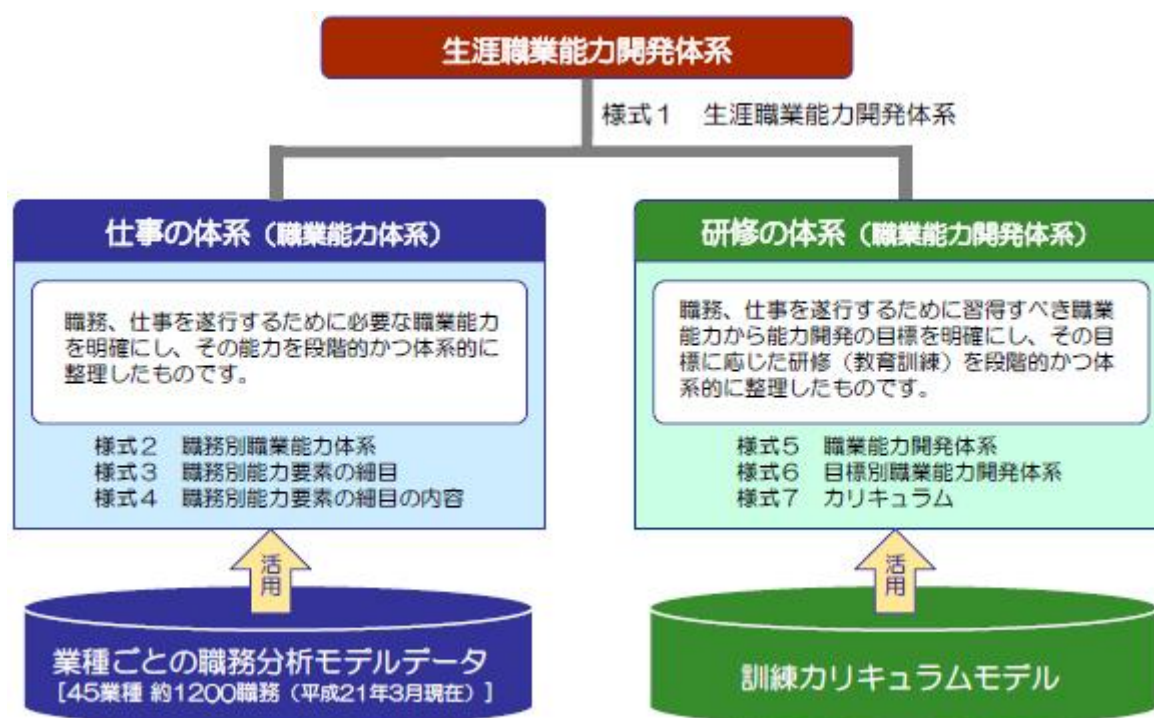 生涯職業能力開発体系
様式1 生涯職業能力開発体系
仕事の体系（職業能力体系）
職務、仕事を遂行するために必要な職業能力
を明確にし、その能力を段階的かつ体系的に
整理したものです。
様式2 職務別職業能力体系
様式3 職務別能力要素の細目
様式4 職務別能力要素の細目の内容
活用
業種ごとの職務分析モデルデータ
[45業種 約1200職務（平成21年3月現在）]
研修の体系（職業能力開発体系）
職務、仕事を遂行するために習得すべき職業
能力から能力開発の目標を明確にし、その目
標に応じた研修（教育訓練）を段階的かつ体
系的に整理したものです。
様式5 職業能力開発体系
様式6 目標別職業能力開発体系
様式7 カリキュラム
活用
訓練カリキュラムモデル